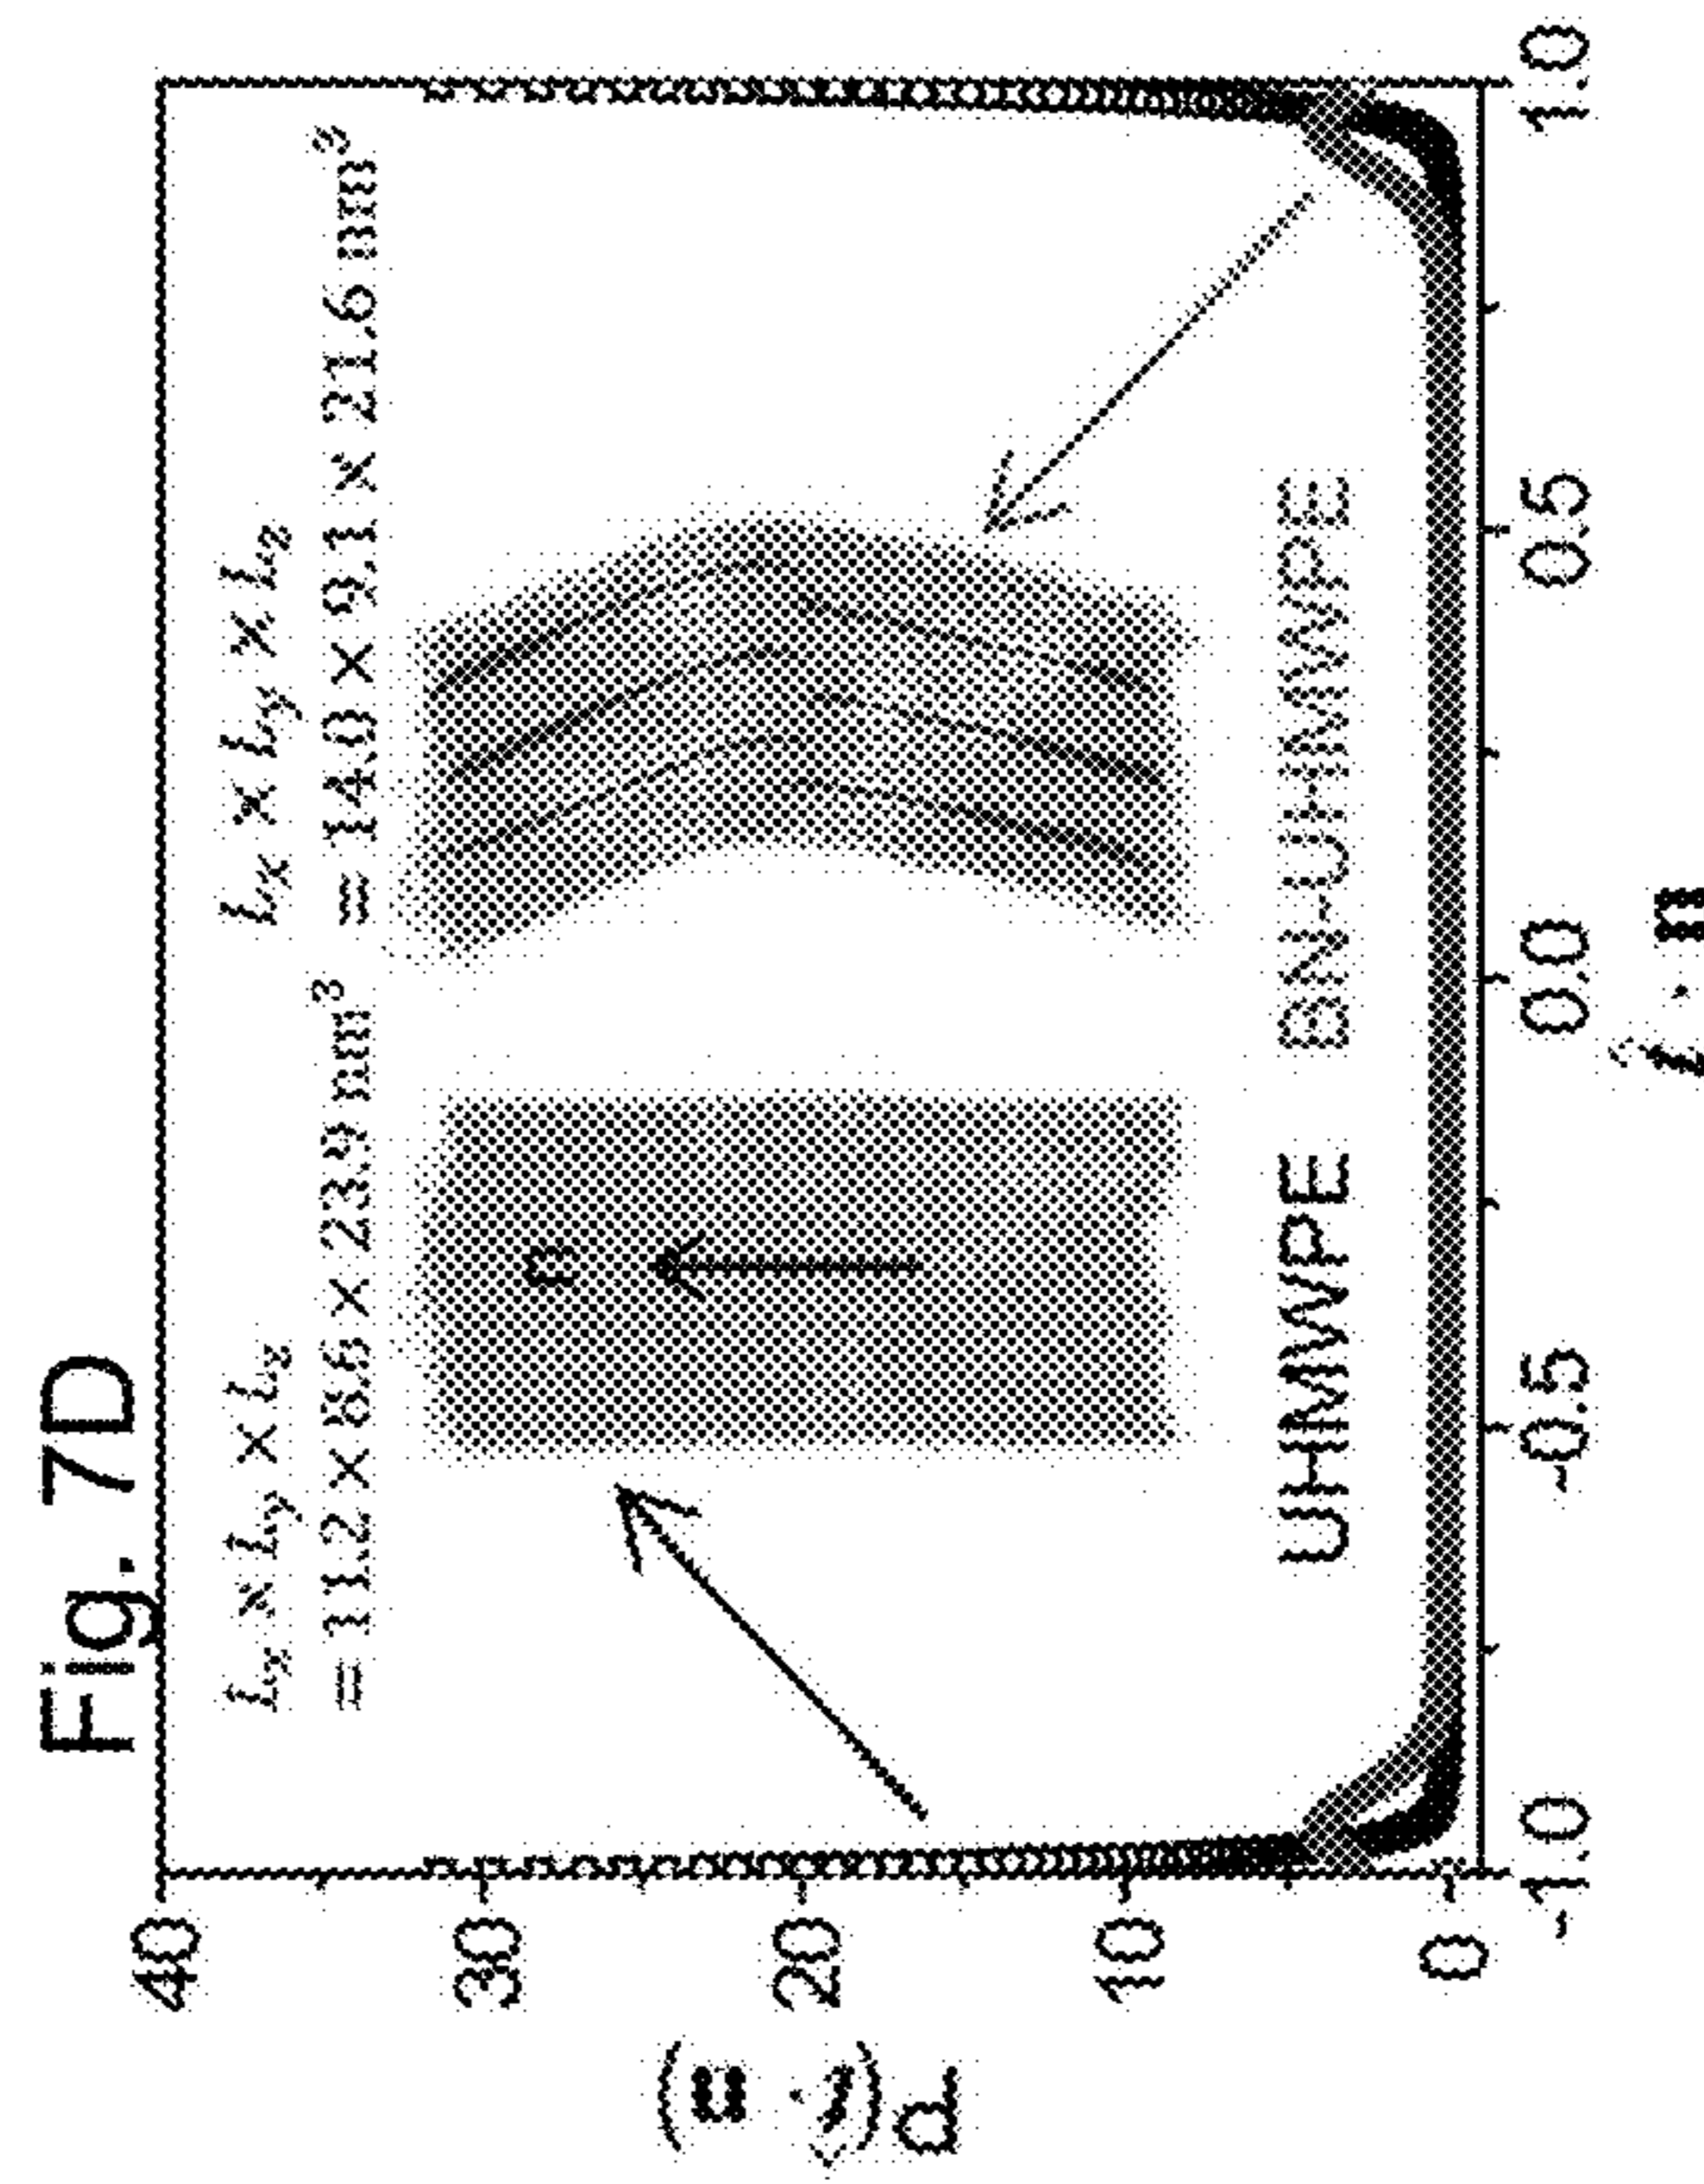 Fig. 7D
Lx × Ly × Lz
= 11.2 × 8.6 × 23.9 nm³
Lx × Ly × Lz
= 14.0 × 9.1 × 21.6 nm³
n
UHMWPE
BN-UHMWPE
40
30
20
10
0
-1.0
-0.5
0.0
0.5
1.0
P(l̂ · n)
l̂ · n